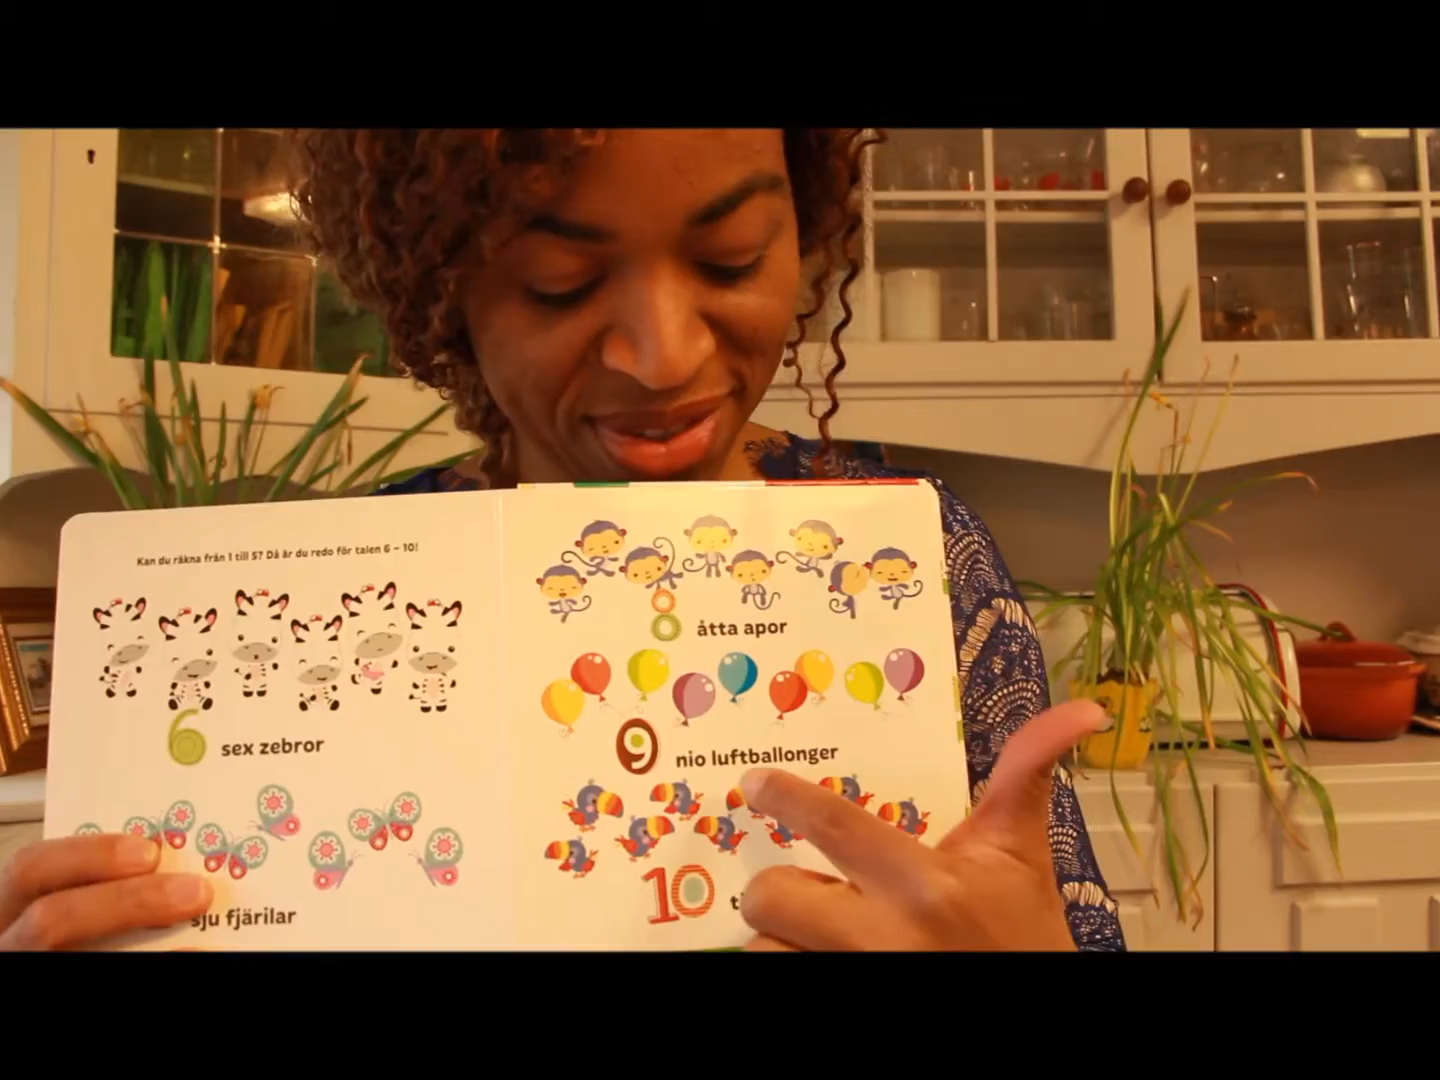 Kan du räkna från 1 till 5? Då är du redo för talen 6 – 10!
6 sex zebror
sju fjärilar
8 åtta apor
9 nio luftballonger
10